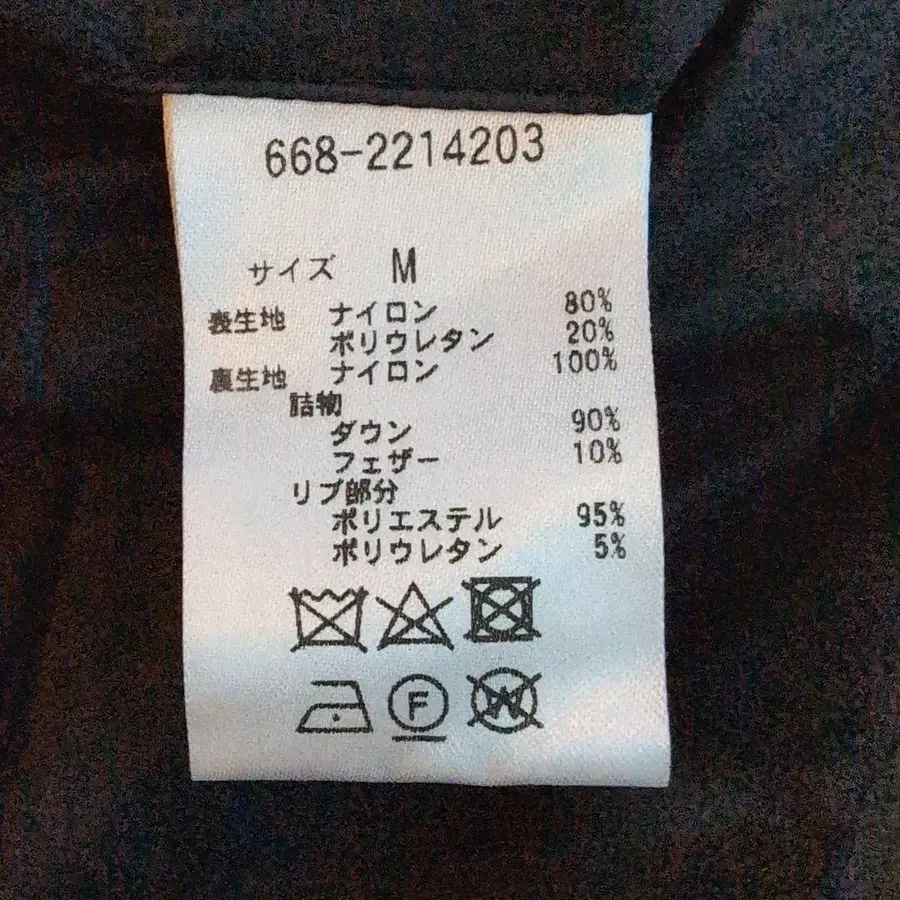 668-2214203
サイズ M
表生地 ナイロン 80%
ポリウレタン 20%
裏生地 ナイロン 100%
詰物
ダウン 90%
フェザー 10%
リブ部分
ポリエステル 95%
ポリウレタン 5%
F W